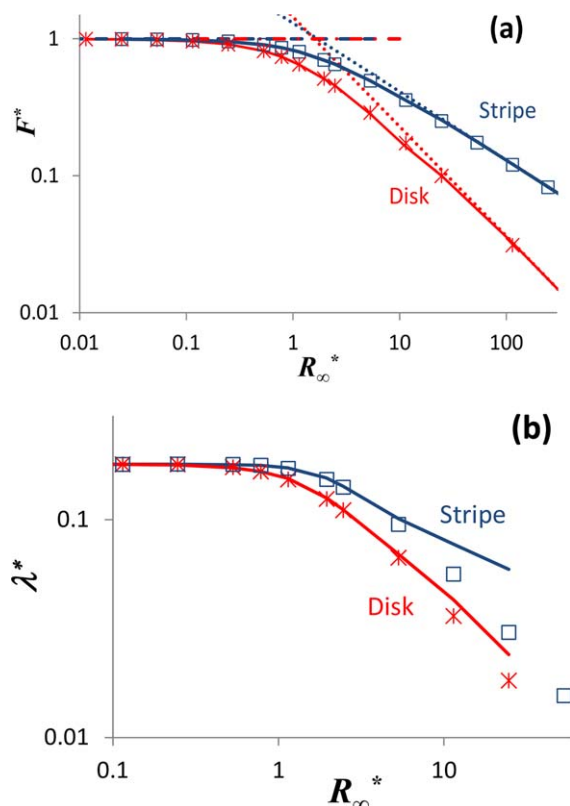 (a)
1
0.1
0.01
F*
Stripe
Disk
0.01 0.1 1 10 100
R∞*
(b)
0.1
0.01
λ*
Stripe
Disk
0.1 1 10
R∞*